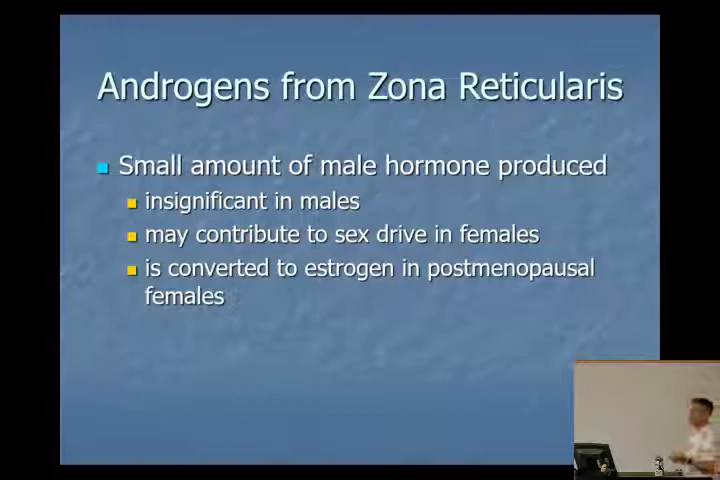 Androgens from Zona Reticularis
Small amount of male hormone produced
insignificant in males
may contribute to sex drive in females
is converted to estrogen in postmenopausal
females